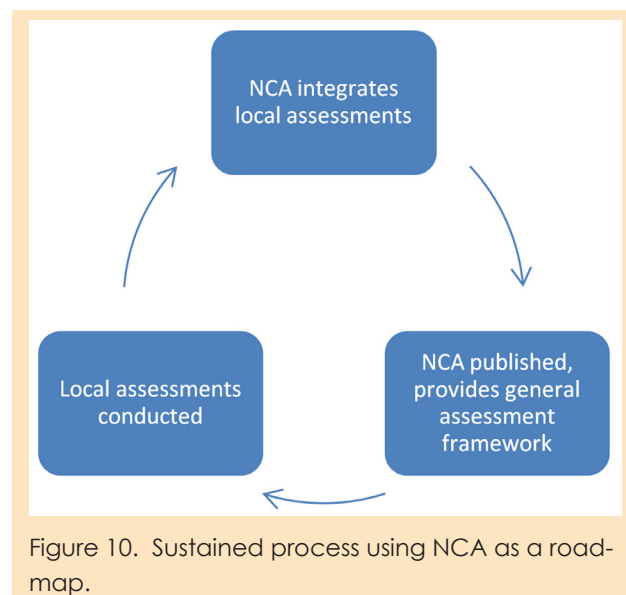 NCA integrates
local assessments
Local assessments
conducted
NCA published,
provides general
assessment
framework
Figure 10. Sustained process using NCA as a road-
map.